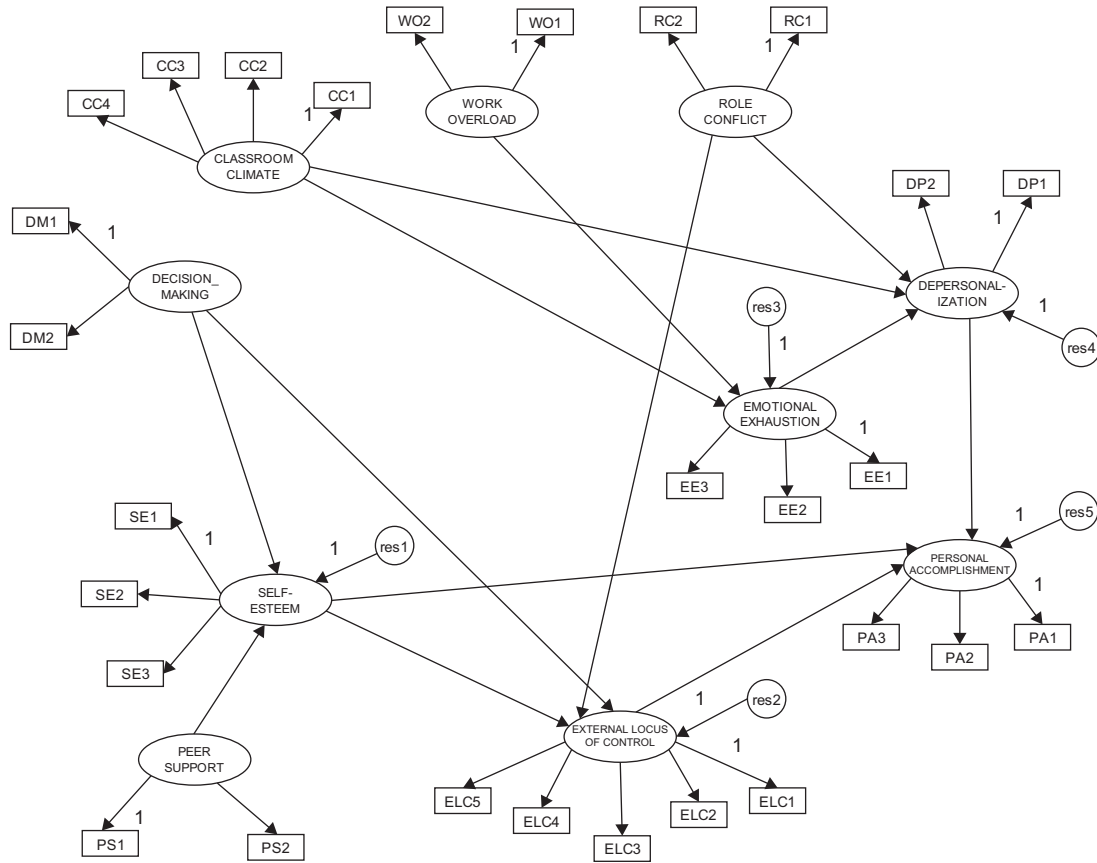 WO2
WO1
RC2
RC1
1
1
CC3
CC2
CC1
CC4
1
WORK
OVERLOAD
ROLE
CONFLICT
CLASSROOM
CLIMATE
DP2
DP1
1
DM1
1
DECISION_
MAKING
DM2
DEPERSONAL-
IZATION
res3
1
1
res4
EMOTIONAL
EXHAUSTION
1
EE3
EE2
EE1
SE1
1
res1
1
SE2
SELF-
ESTEEM
SE3
res5
1
PERSONAL
ACCOMPLISHMENT
1
PA3
PA2
PA1
res2
1
EXTERNAL LOCUS
OF CONTROL
1
PEER
SUPPORT
1
PS1
PS2
ELC5
ELC4
ELC3
ELC2
ELC1